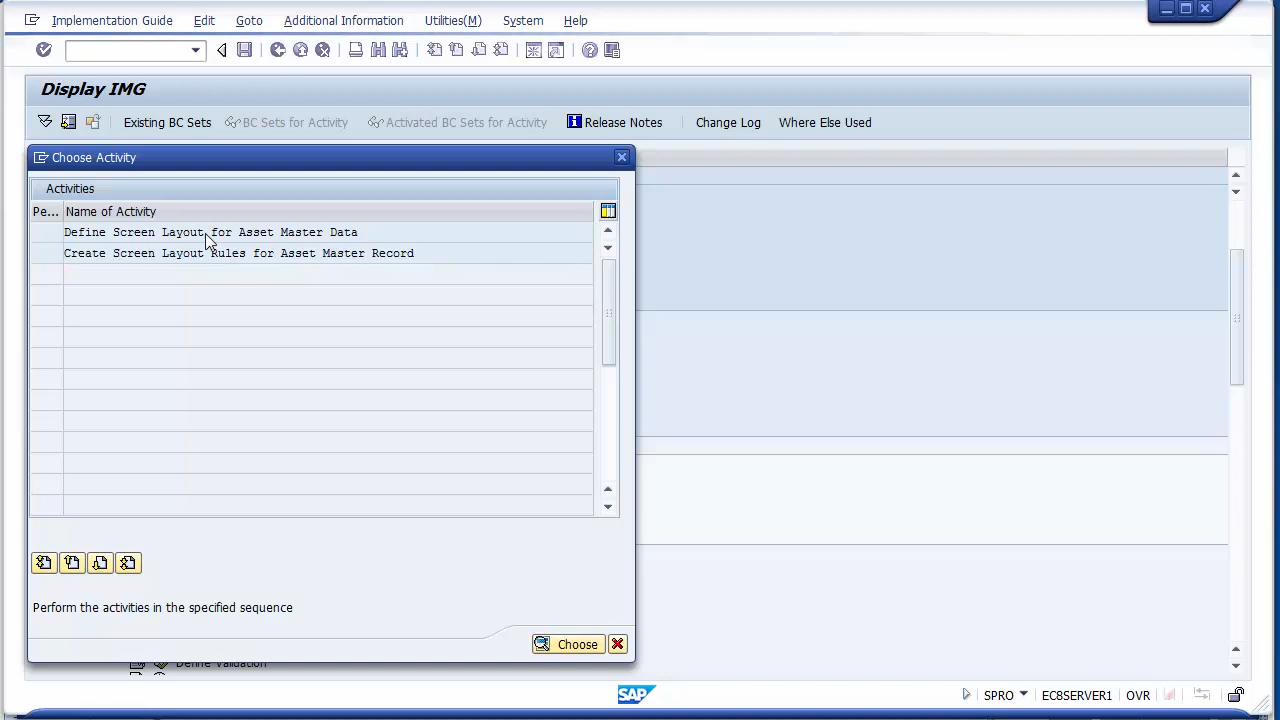 Implementation Guide Edit Goto Additional Information Utilities(M) System Help
Display IMG
Existing BC Sets BC Sets for Activity Activated BC Sets for Activity Release Notes Change Log Where Else Used
Choose Activity
Activities
Pe... Name of Activity
Define Screen Layout for Asset Master Data
Create Screen Layout Rules for Asset Master Record
Perform the activities in the specified sequence
Choose
Define Validation
SAP SPRO EC8SERVER1 OVR